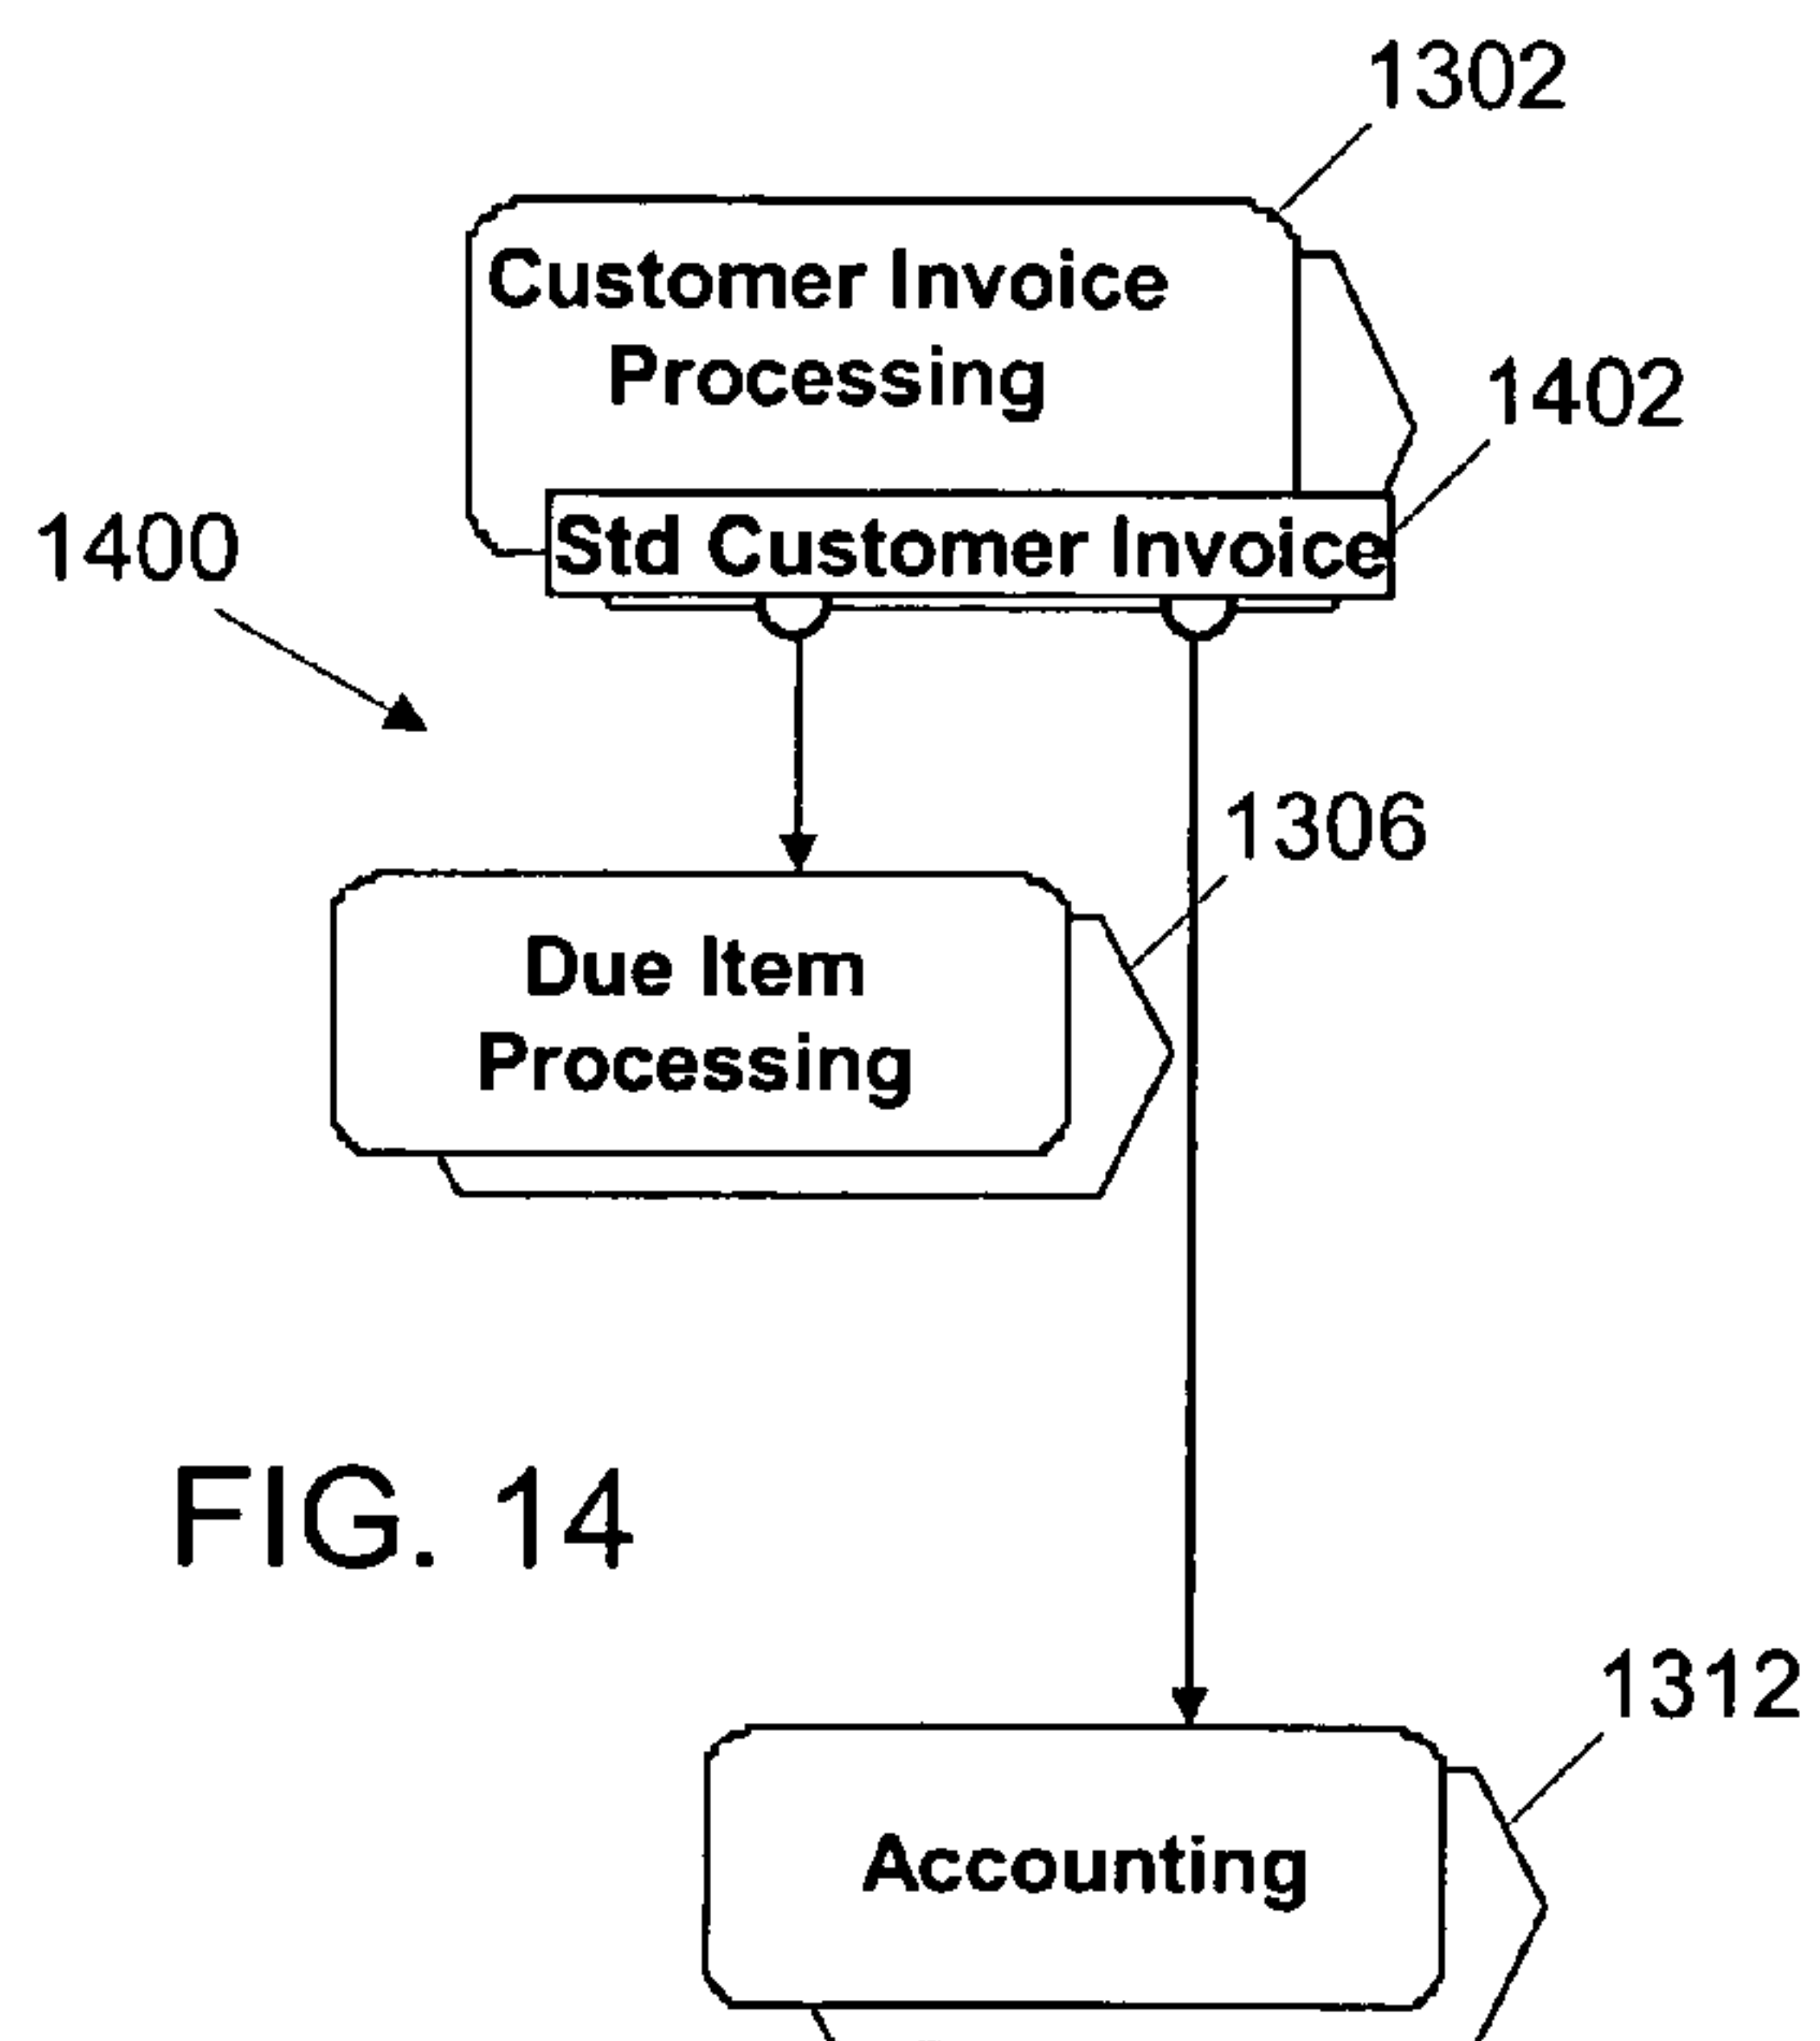 1302
Customer Invoice
Processing
1402
Std Customer Invoice
1400
1306
Due Item
Processing
FIG. 14
1312
Accounting